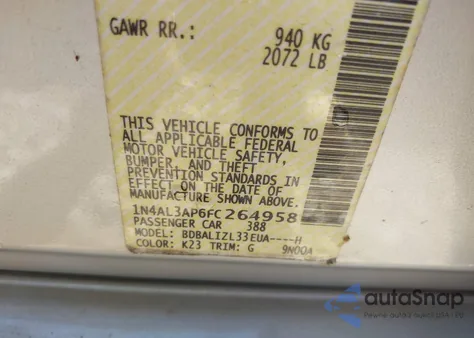 GAWR RR.: 940 KG
2072 LB
THIS VEHICLE CONFORMS TO
ALL APPLICABLE FEDERAL
MOTOR VEHICLE SAFETY,
BUMPER, AND THEFT
PREVENTION STANDARDS IN
EFFECT ON THE DATE OF
MANUFACTURE SHOWN ABOVE.
1N4AL3AP6FC264958
PASSENGER CAR 388
MODEL: BDBALIZL33EUA----H
COLOR: K23 TRIM: G 9N00A
autoSnap